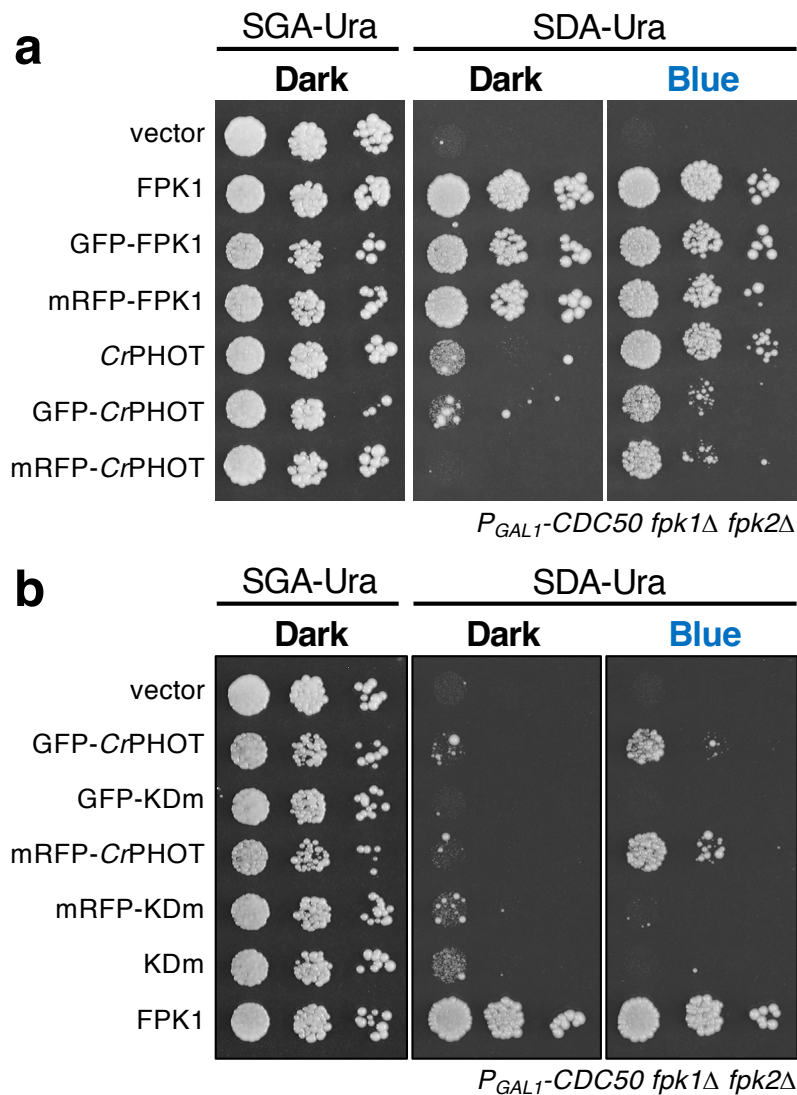 a
SGA-Ura SDA-Ura
Dark Dark Blue
vector
FPK1
GFP-FPK1
mRFP-FPK1
CrPHOT
GFP-CrPHOT
mRFP-CrPHOT
PGAL1-CDC50 fpk1Δ fpk2Δ
b
SGA-Ura SDA-Ura
Dark Dark Blue
vector
GFP-CrPHOT
GFP-KDm
mRFP-CrPHOT
mRFP-KDm
KDm
FPK1
PGAL1-CDC50 fpk1Δ fpk2Δ